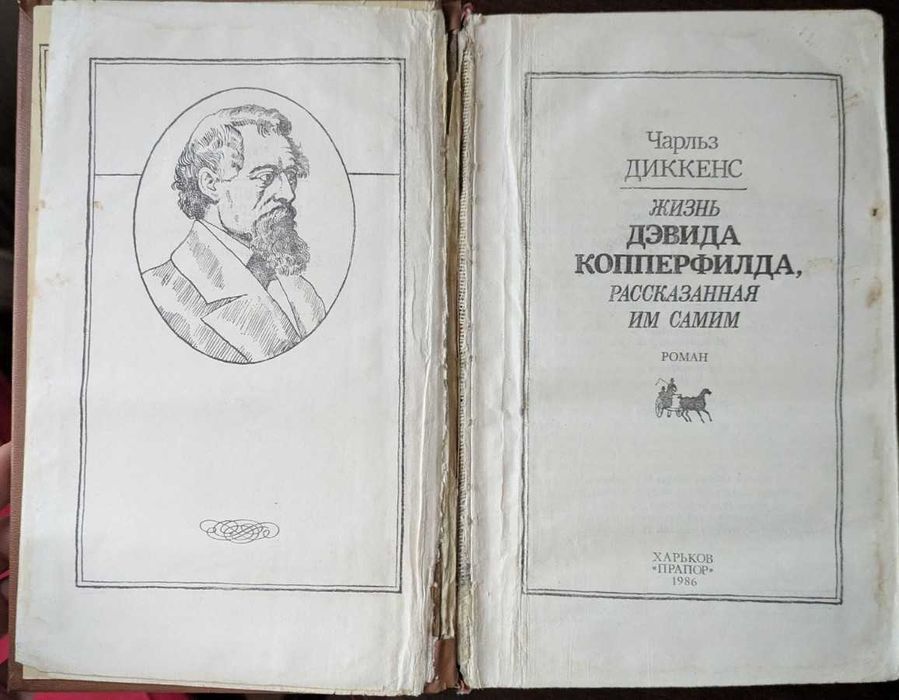 Чарльз
ДИККЕНС
ЖИЗНЬ
ДЭВИДА
КОППЕРФИЛДА,
РАССКАЗАННАЯ
ИМ САМИМ
РОМАН
ХАРЬКОВ
«ПРАПОР»
1986